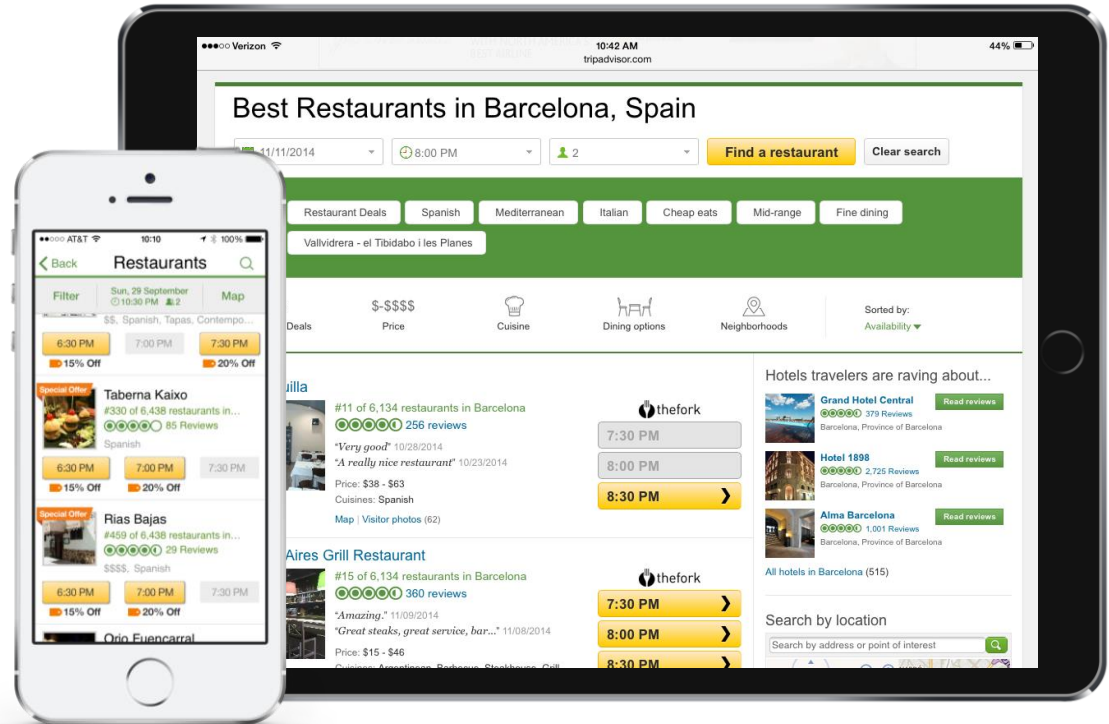 Verizon
10:42 AM
44%
tripadvisor.com
Best Restaurants in Barcelona, Spain
11/11/2014
8:00 PM
2
Find a restaurant
Clear search
Restaurant Deals
Spanish
Mediterranean
Italian
Cheap eats
Mid-range
Fine dining
Vallvidrera - el Tibidabo i les Planes
Deals
$-$$$$
Price
Cuisine
Dining options
Neighborhoods
Sorted by:
Availability
uilla
#11 of 6,134 restaurants in Barcelona
256 reviews
"Very good" 10/28/2014
"A really nice restaurant" 10/23/2014
Price: $38 - $63
Cuisines: Spanish
Map | Visitor photos (62)
thefork
7:30 PM
8:00 PM
8:30 PM
Aires Grill Restaurant
#15 of 6,134 restaurants in Barcelona
360 reviews
"Amazing." 11/09/2014
"Great steaks, great service, bar..." 11/08/2014
Price: $15 - $46
Cuisines: Argentinean, Barbeque, Steakhouse, Grill
thefork
7:30 PM
8:00 PM
8:30 PM
Hotels travelers are raving about...
Grand Hotel Central
379 Reviews
Barcelona, Province of Barcelona
Read reviews
Hotel 1898
2,725 Reviews
Barcelona, Province of Barcelona
Read reviews
Alma Barcelona
1,001 Reviews
Barcelona, Province of Barcelona
Read reviews
All hotels in Barcelona (515)
Search by location
Search by address or point of interest
AT&T
10:10
100%
Back
Restaurants
Filter
Sun, 29 September
10:30 PM 2
Map
$$, Spanish, Tapas, Contempo...
6:30 PM
7:00 PM
7:30 PM
15% Off
20% Off
Special Offer
Taberna Kaixo
#330 of 6,438 restaurants in...
85 Reviews
Spanish
6:30 PM
7:00 PM
7:30 PM
15% Off
20% Off
Special Offer
Rias Bajas
#459 of 6,438 restaurants in...
29 Reviews
$$$$, Spanish
6:30 PM
7:00 PM
7:30 PM
15% Off
20% Off
Orio Fuencarral